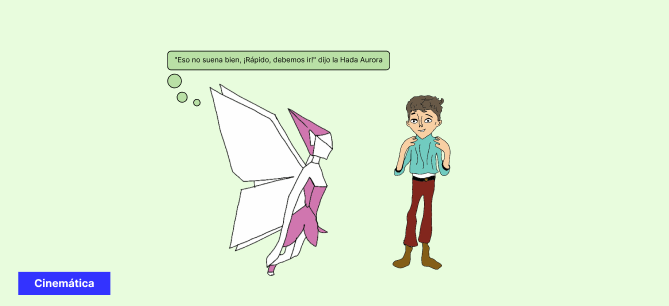 "Eso no suena bien, ¡Rápido, debemos ir!" dijo la Hada Aurora
Cinemática